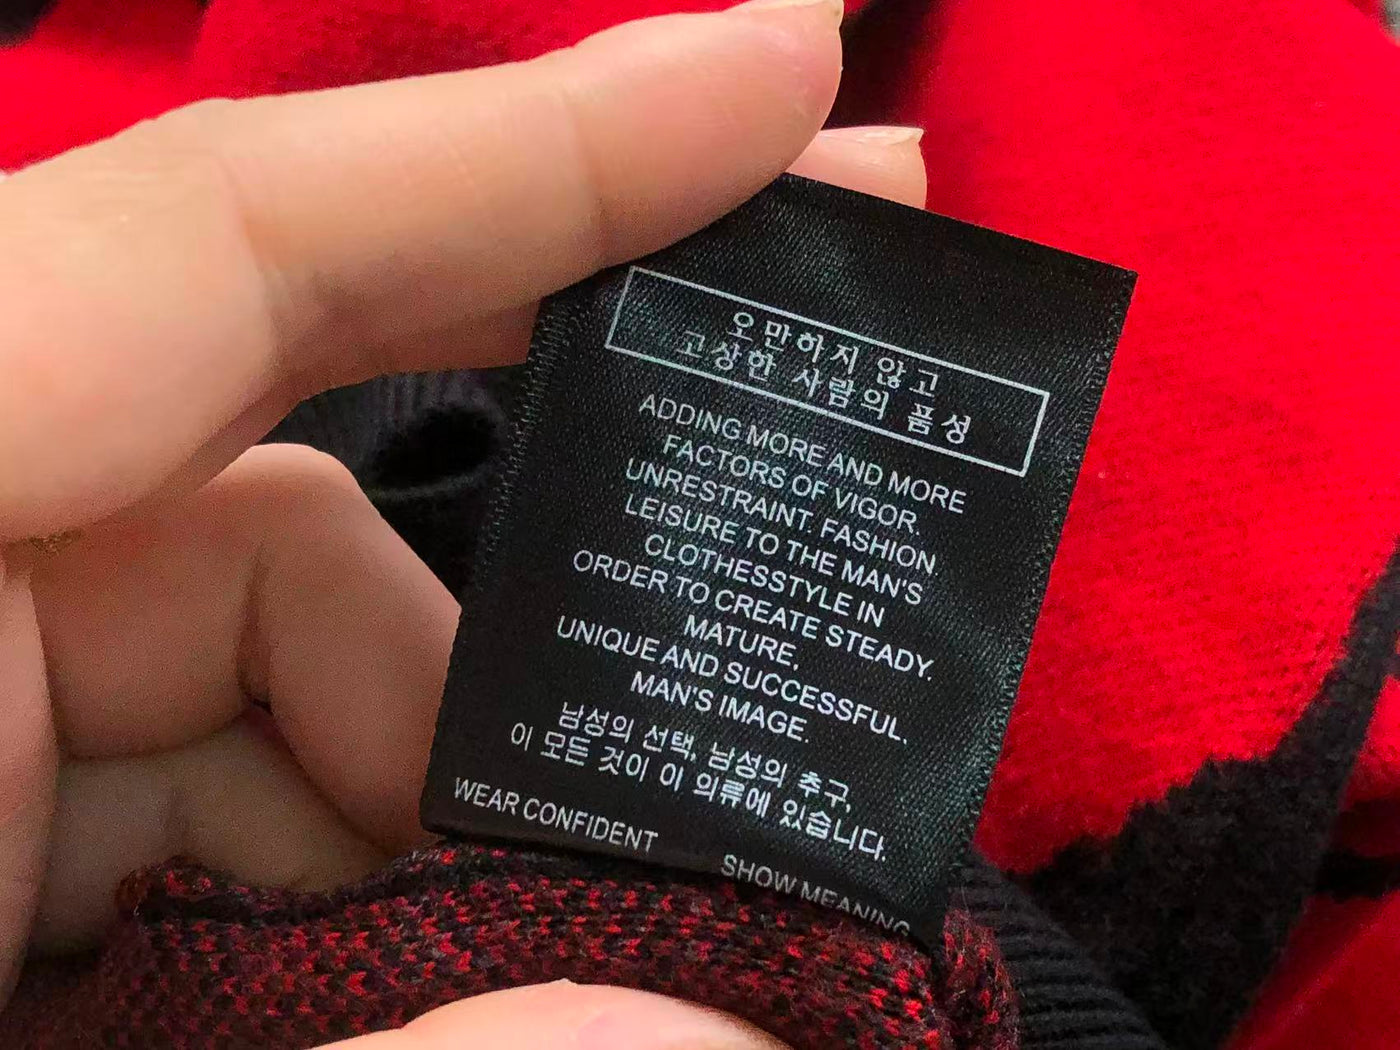 오만하지 않고
고상한 사람의 품성
ADDING MORE AND MORE
FACTORS OF VIGOR.
UNRESTRAINT. FASHION
LEISURE TO THE MAN'S
CLOTHESSTYLE IN
ORDER TO CREATE STEADY.
MATURE,
UNIQUE AND SUCCESSFUL.
MAN'S IMAGE.
남성의 선택, 남성의 추구,
이 모든 것이 이 의류에 있습니다.
WEAR CONFIDENT SHOW MEANING